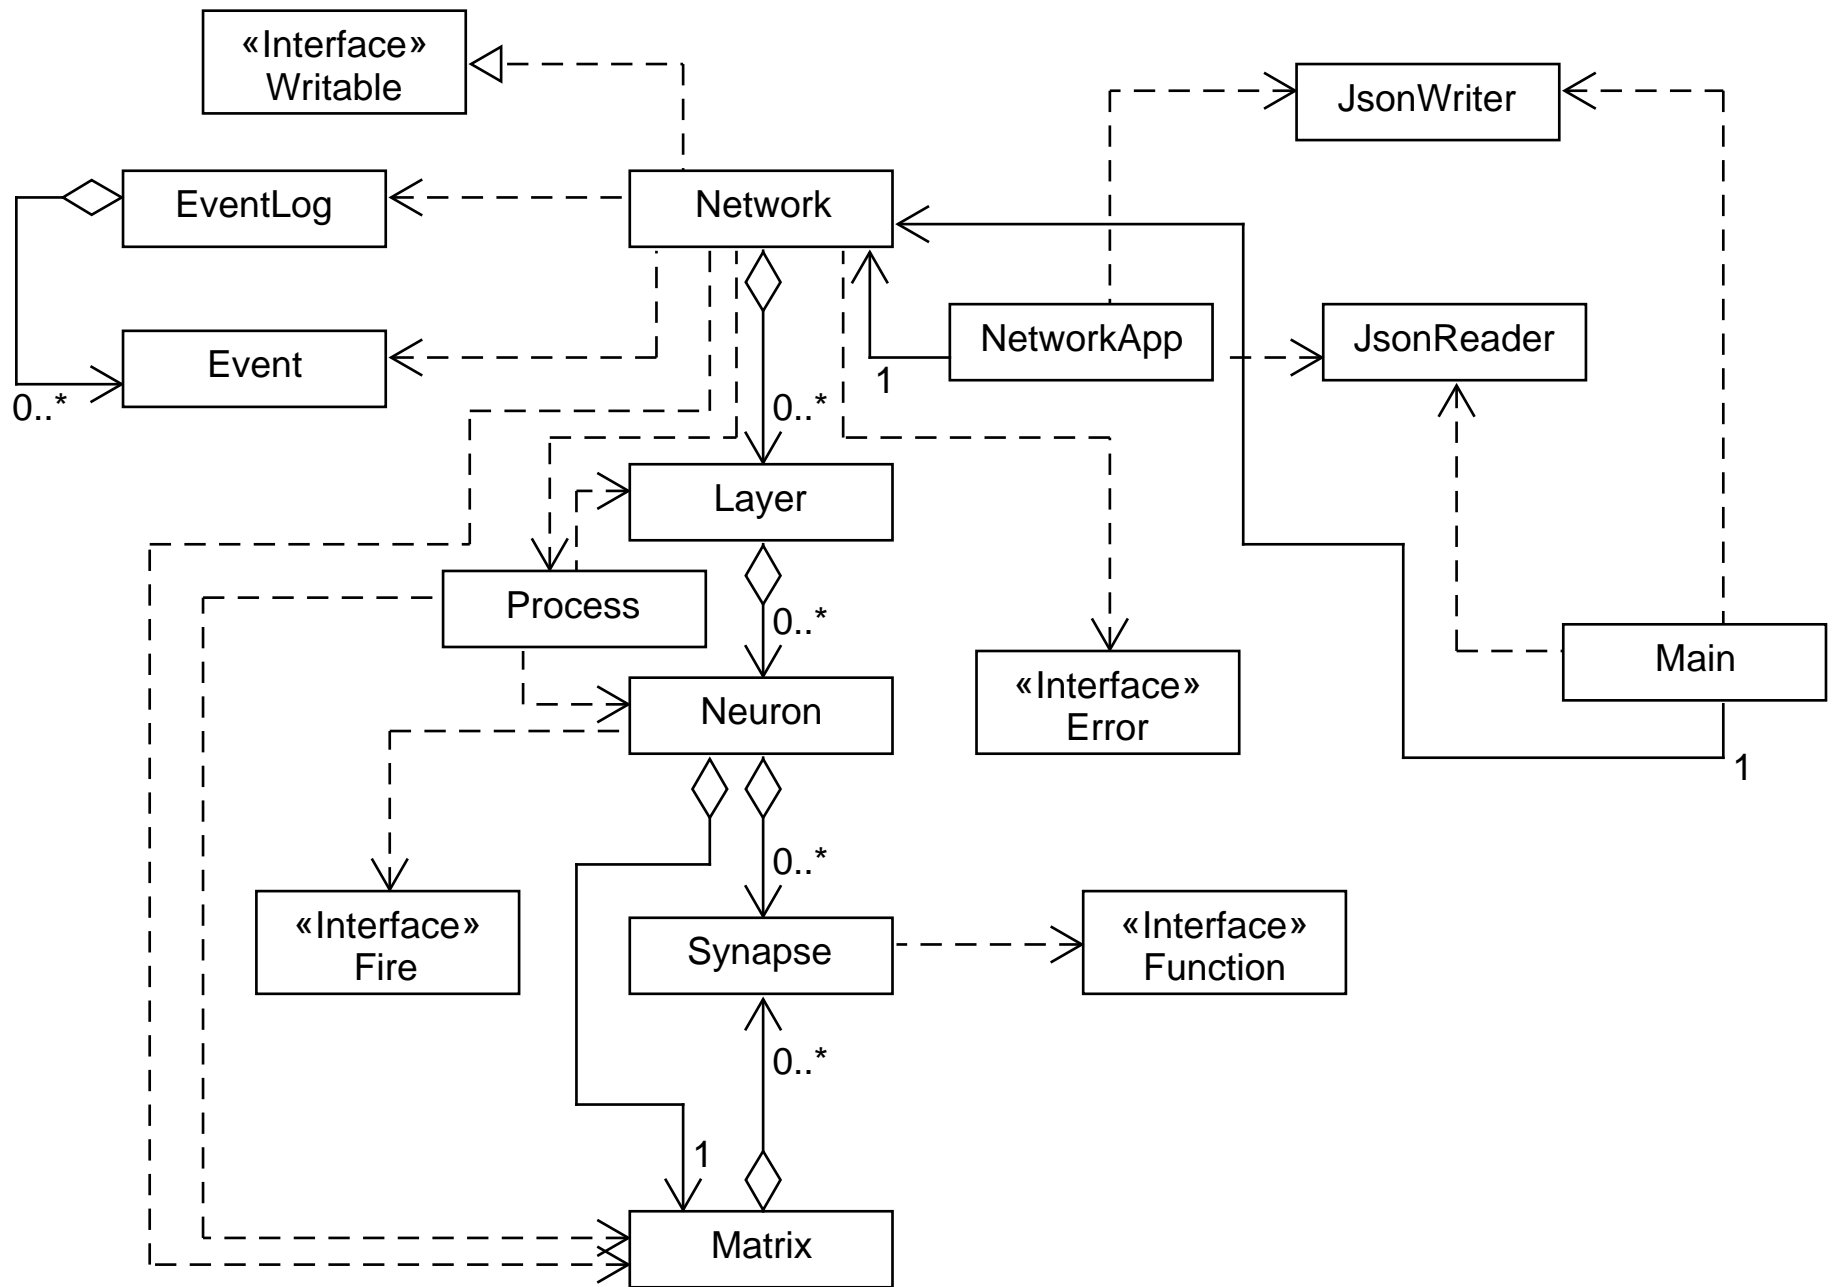 «Interface»
Writable
JsonWriter
EventLog
Network
NetworkApp
JsonReader
Event
1
0..*
0..*
Layer
Process
0..*
Main
«Interface»
Error
Neuron
1
0..*
«Interface»
Fire
Synapse
«Interface»
Function
0..*
1
Matrix